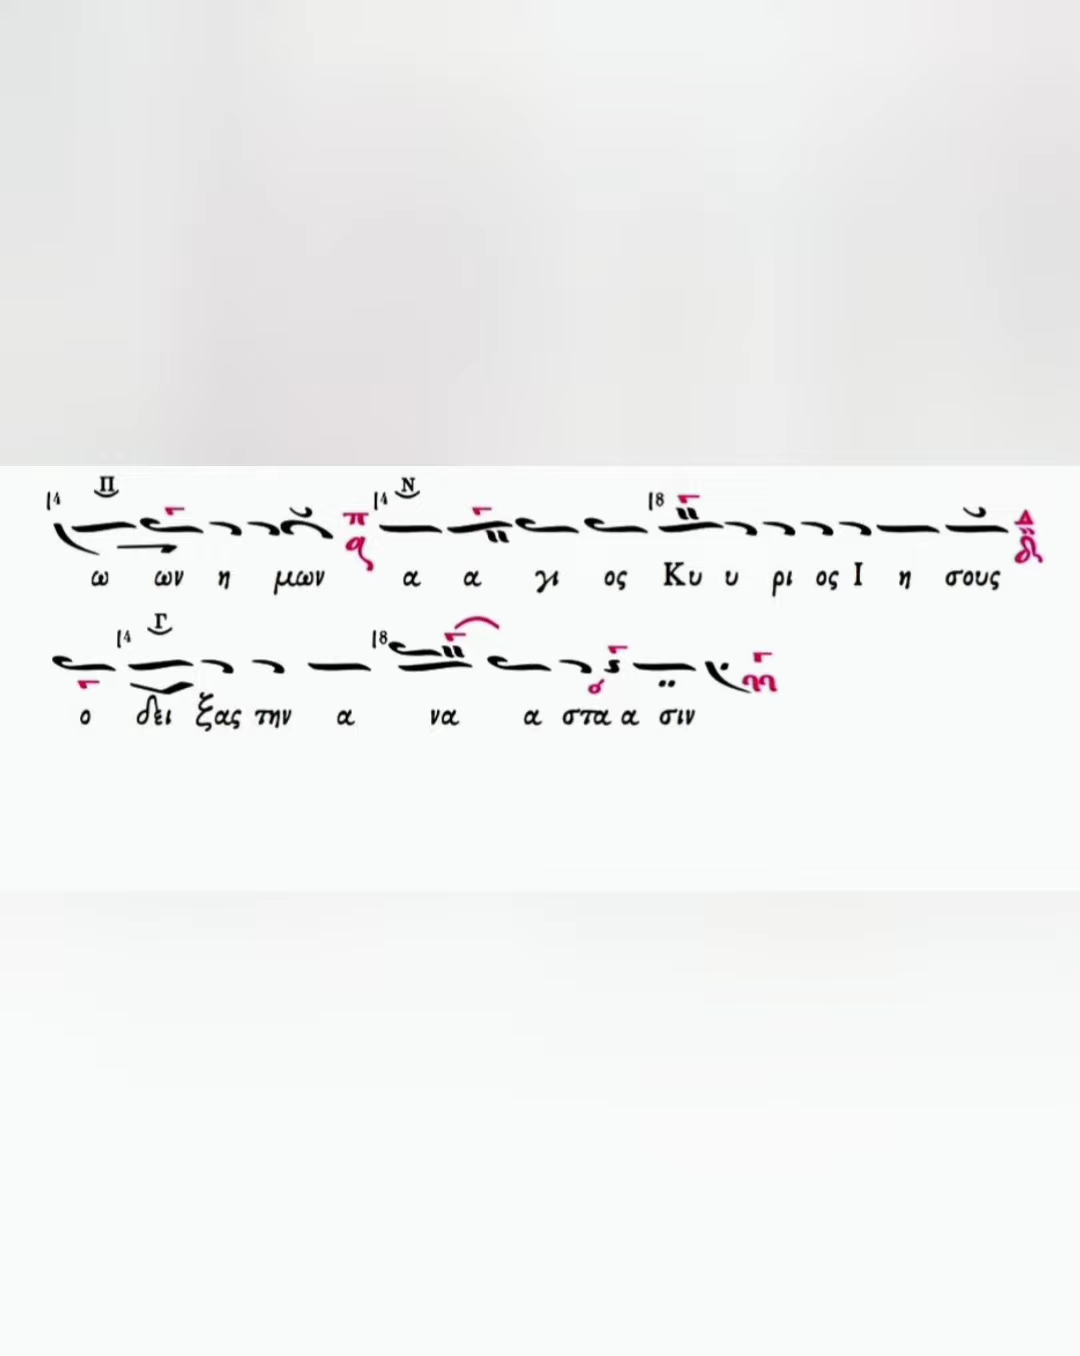 ω ων η μων α α γι ος Κυ υ ρι ος Ι η σους
ο δει ξας την α να α στα α σιν